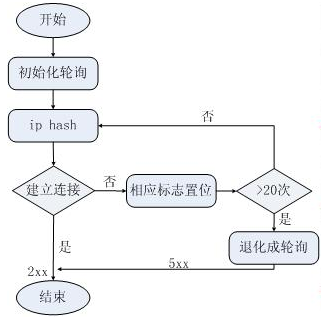 开始
初始化轮询
否
ip hash
建立连接
否
相应标志置位
>20次
是
是
退化成轮询
5xx
2xx
结束